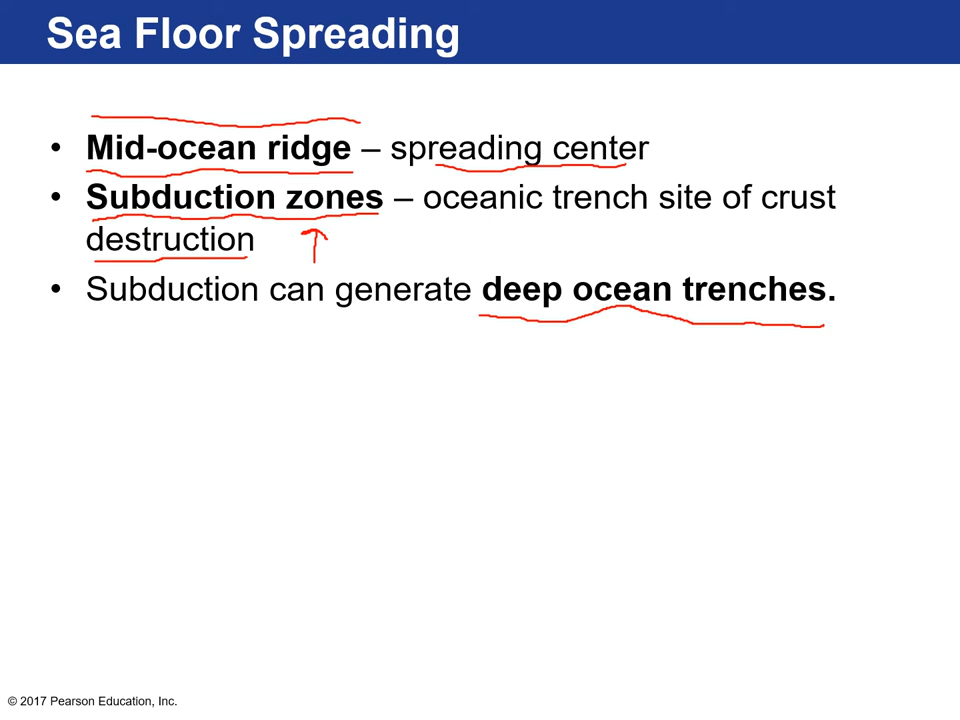 Sea Floor Spreading
• Mid-ocean ridge – spreading center
• Subduction zones – oceanic trench site of crust
destruction
• Subduction can generate deep ocean trenches.
© 2017 Pearson Education, Inc.